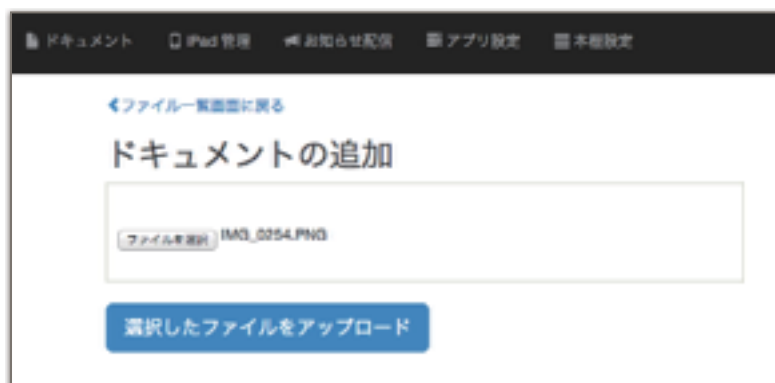 ドキュメント iPad 管理 お知らせ配信 アプリ設定 本棚設定
ファイル一覧画面に戻る
ドキュメントの追加
ファイルを選択 IMG_0254.PNG
選択したファイルをアップロード